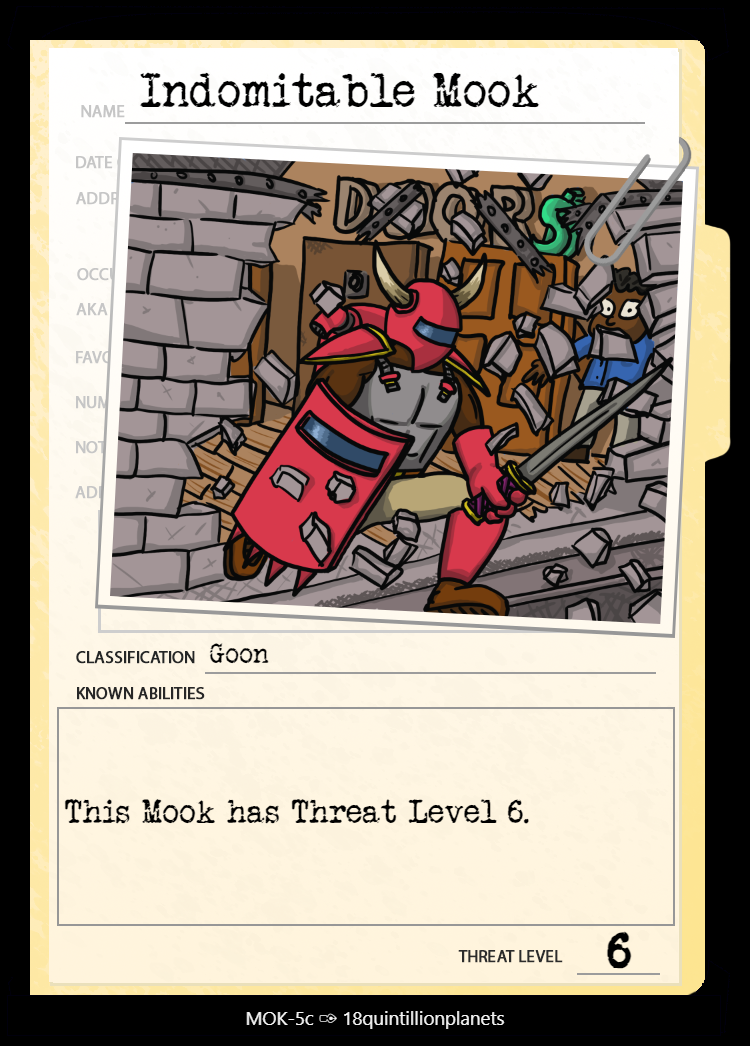 Indomitable Mook
NAME
DATE
ADDR
OCCU
AKA
FAVO
NUM
NOT
DOORS
CLASSIFICATION Goon
KNOWN ABILITIES
This Mook has Threat Level 6.
THREAT LEVEL 6
MOK-5c ✑ 18quintillionplanets